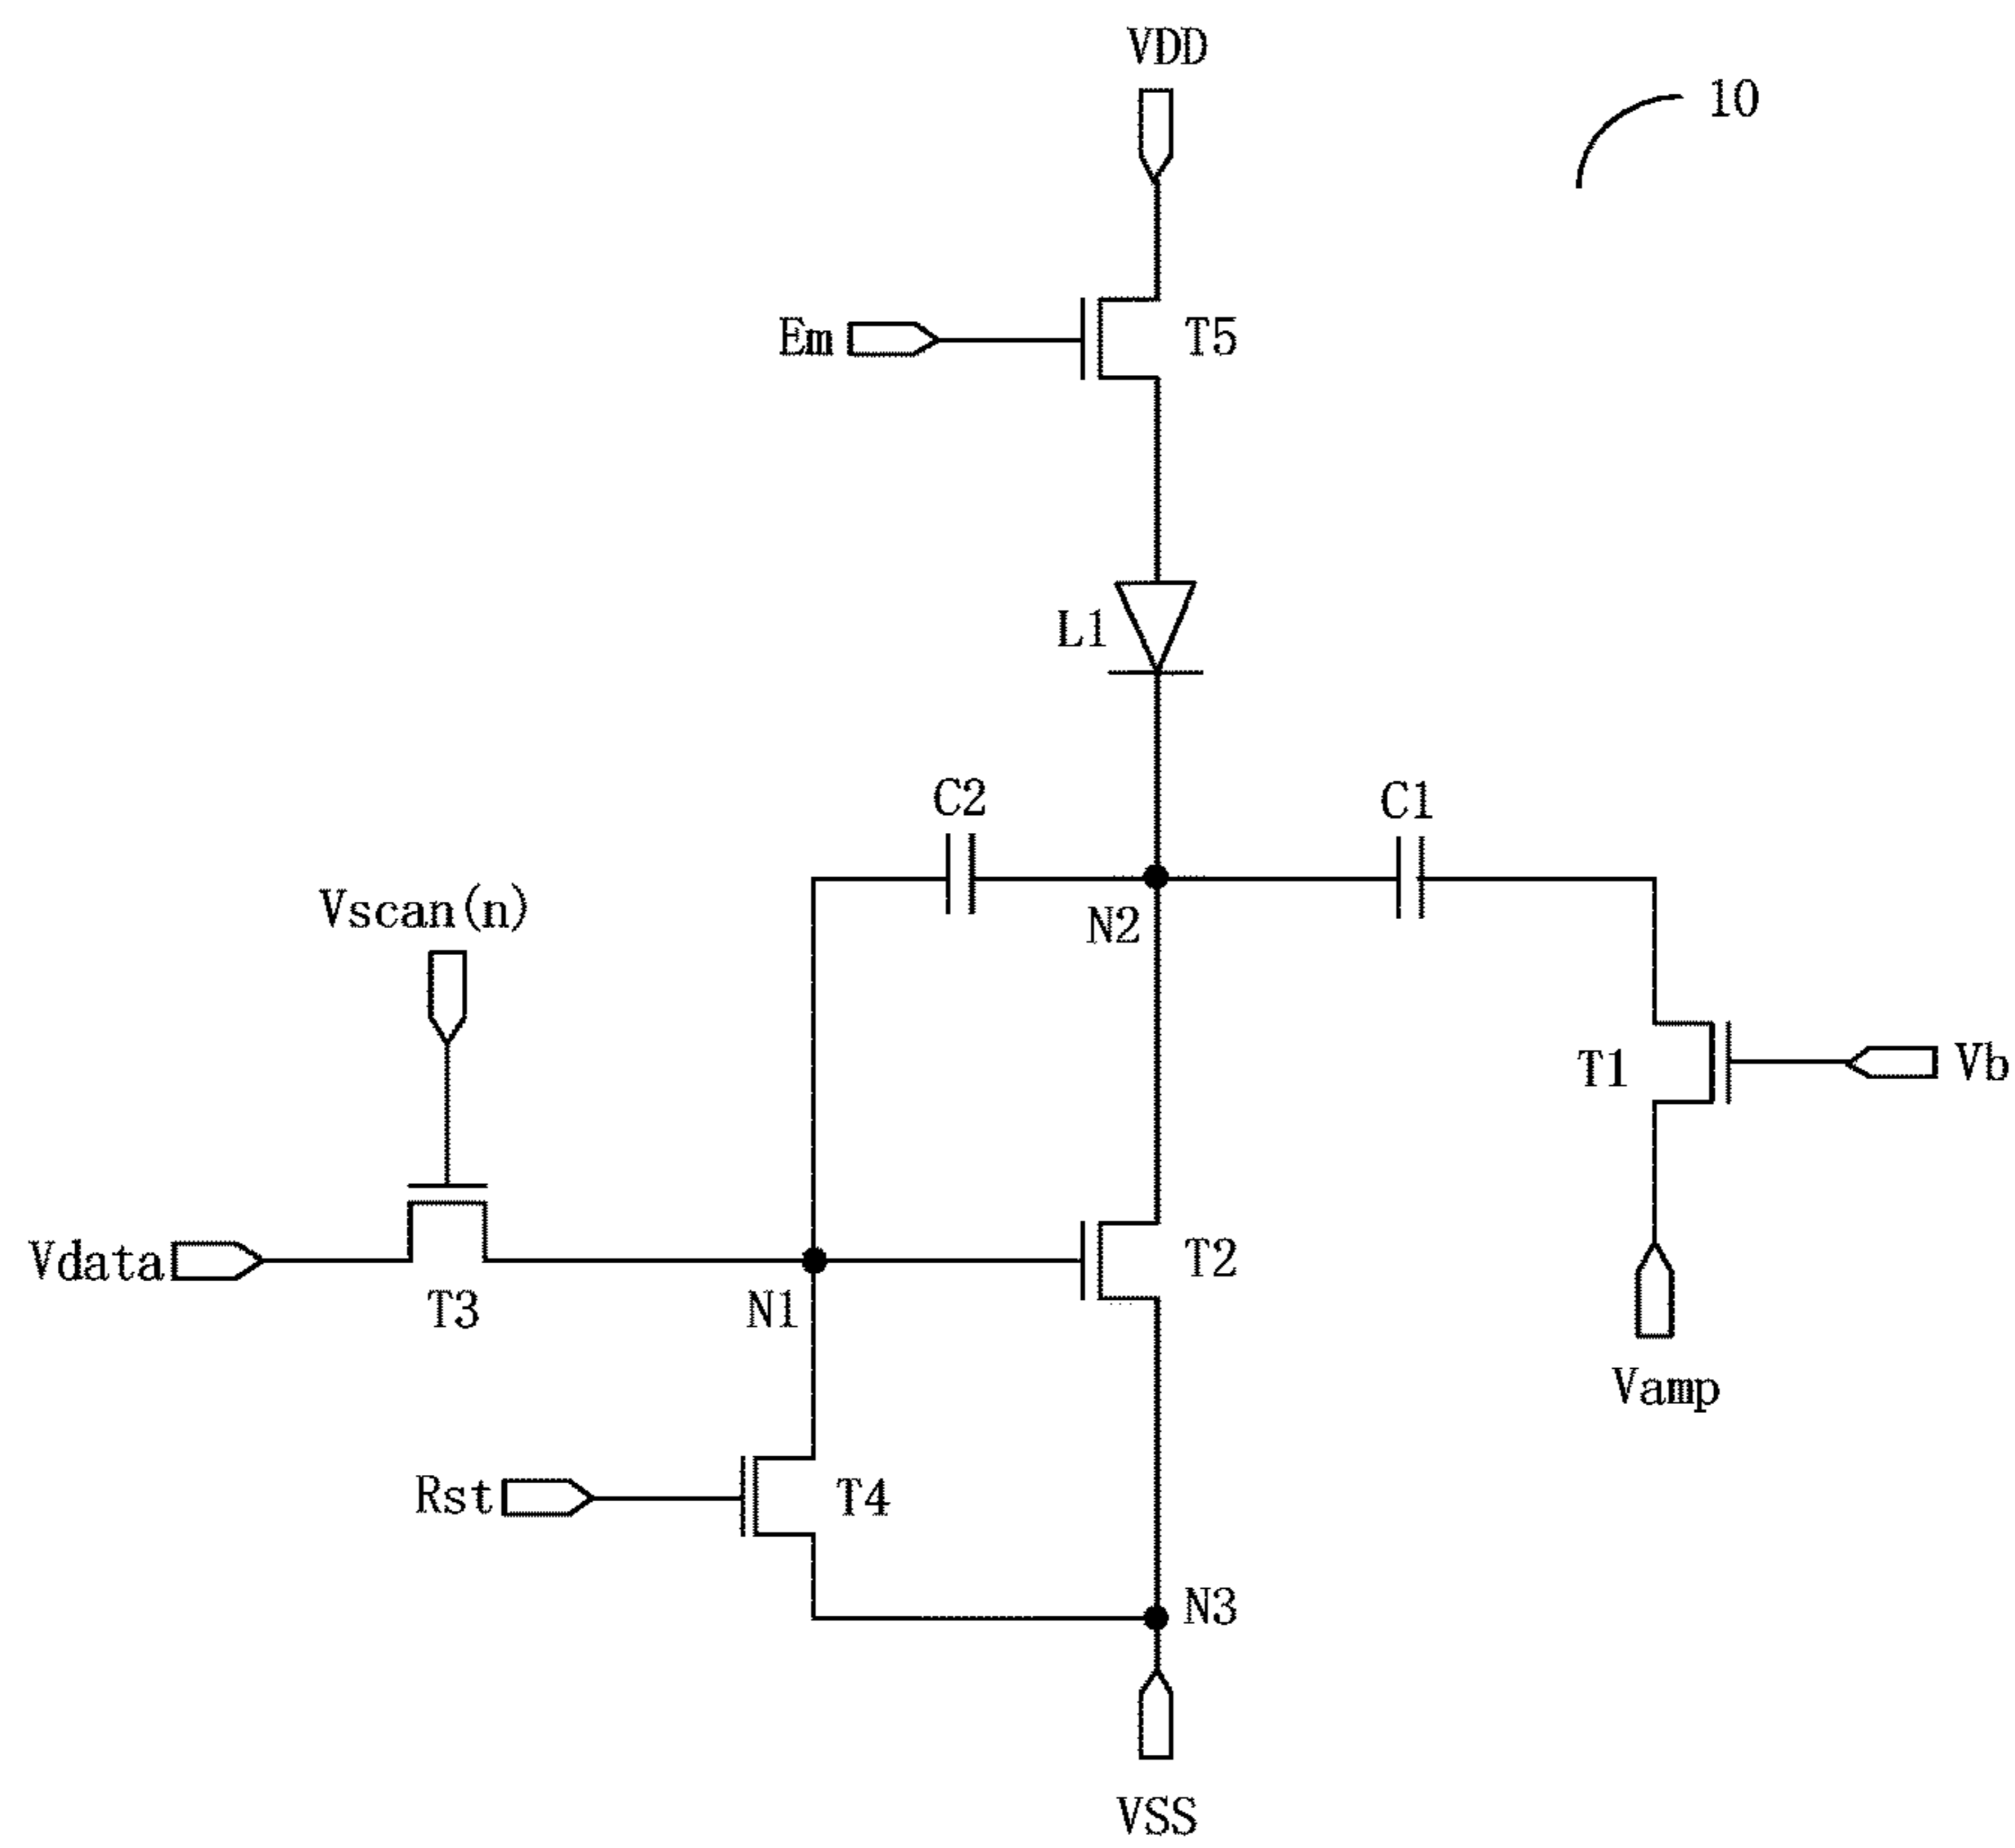 VDD
10
Em
T5
L1
C2
C1
Vscan(n)
N2
T1
Vb
Vdata
T3
N1
T2
Vamp
Rst
T4
N3
VSS